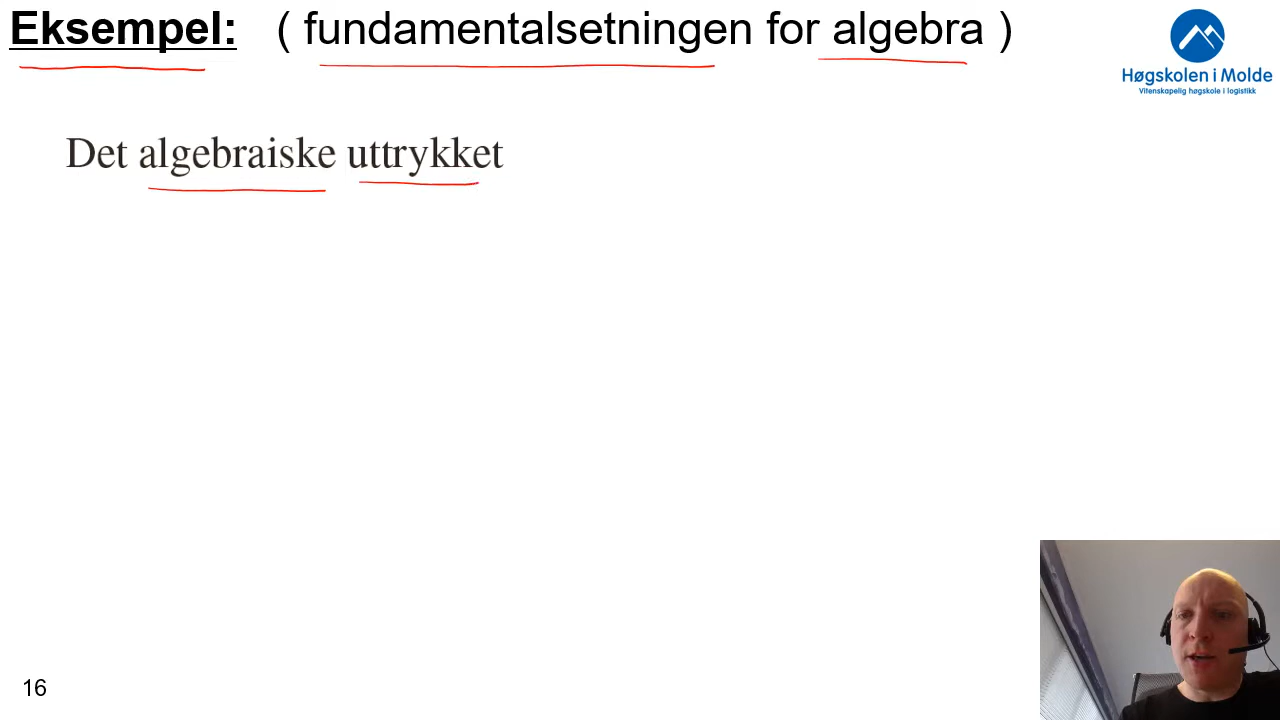 Eksempel: ( fundamentalsetningen for algebra )
Høgskolen i Molde
Vitenskapelig høgskole i logistikk
Det algebraiske uttrykket
16